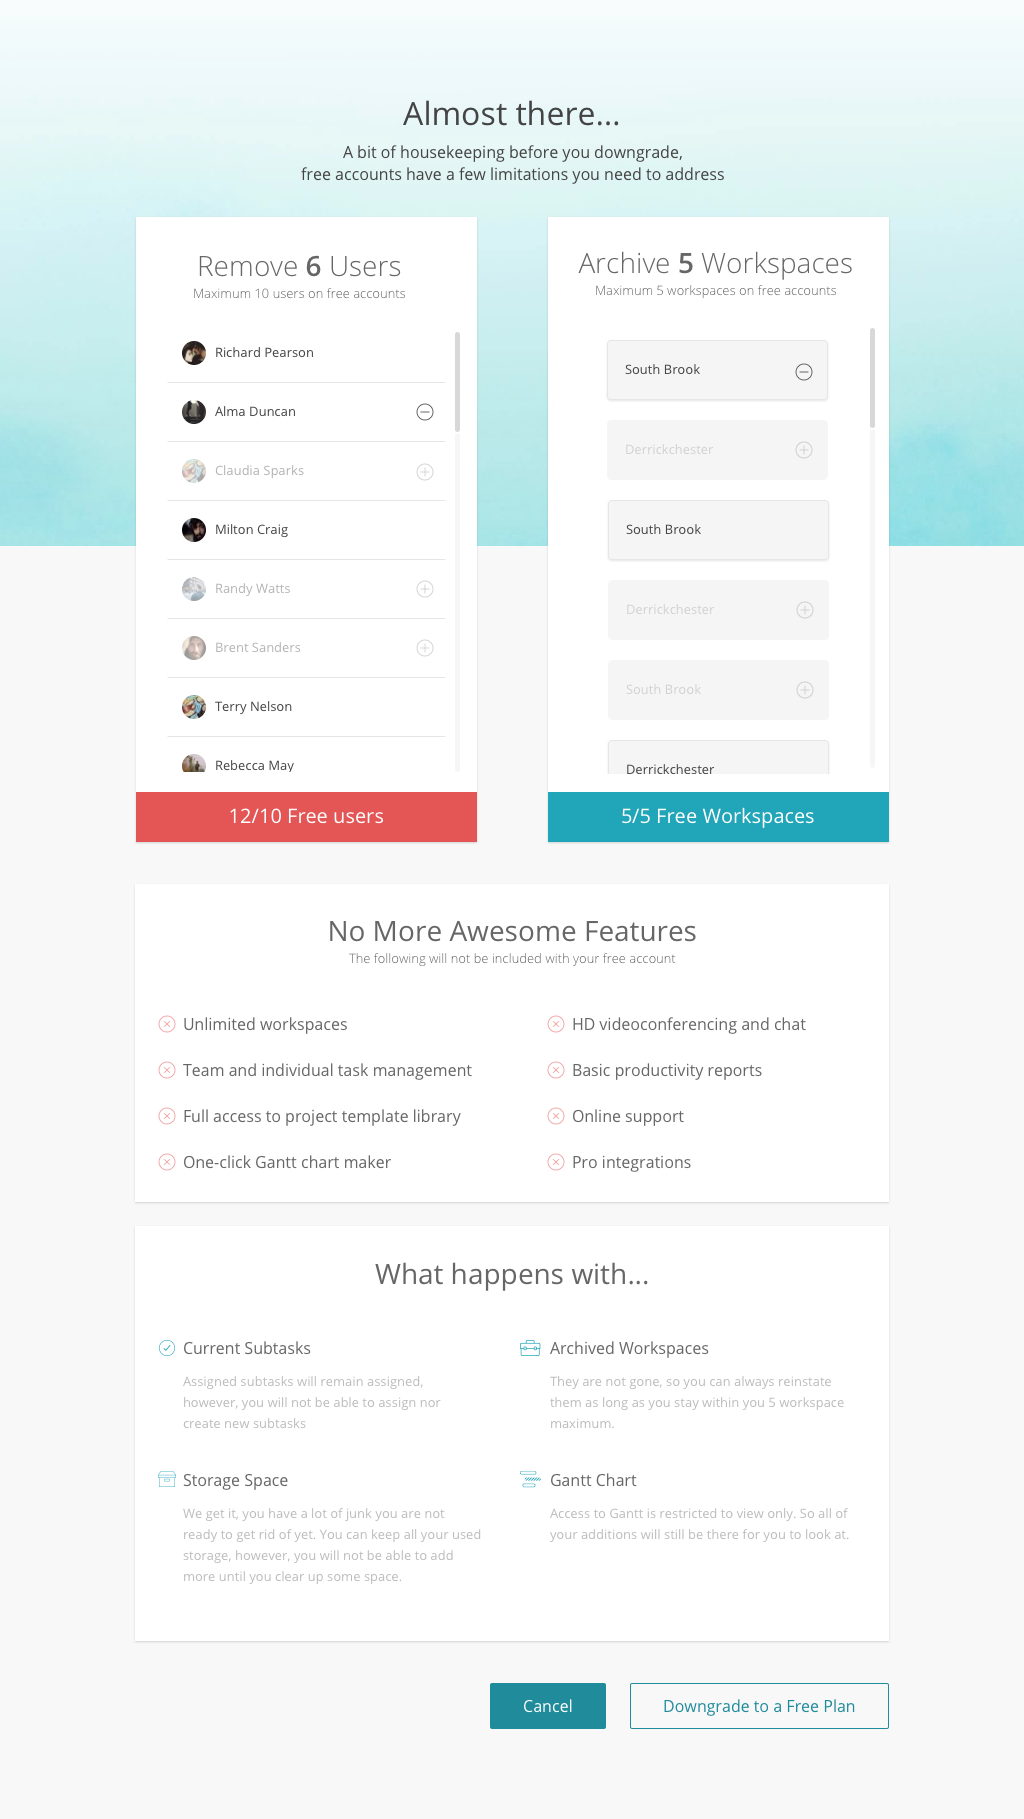 Almost there...
A bit of housekeeping before you downgrade,
free accounts have a few limitations you need to address
Remove 6 Users
Maximum 10 users on free accounts
Richard Pearson
Alma Duncan
Claudia Sparks
Milton Craig
Randy Watts
Brent Sanders
Terry Nelson
Rebecca May
12/10 Free users
Archive 5 Workspaces
Maximum 5 workspaces on free accounts
South Brook
Derrickchester
South Brook
Derrickchester
South Brook
Derrickchester
5/5 Free Workspaces
No More Awesome Features
The following will not be included with your free account
Unlimited workspaces
Team and individual task management
Full access to project template library
One-click Gantt chart maker
HD videoconferencing and chat
Basic productivity reports
Online support
Pro integrations
What happens with...
Current Subtasks
Assigned subtasks will remain assigned,
however, you will not be able to assign nor
create new subtasks
Archived Workspaces
They are not gone, so you can always reinstate
them as long as you stay within you 5 workspace
maximum.
Storage Space
We get it, you have a lot of junk you are not
ready to get rid of yet. You can keep all your used
storage, however, you will not be able to add
more until you clear up some space.
Gantt Chart
Access to Gantt is restricted to view only. So all of
your additions will still be there for you to look at.
Cancel
Downgrade to a Free Plan